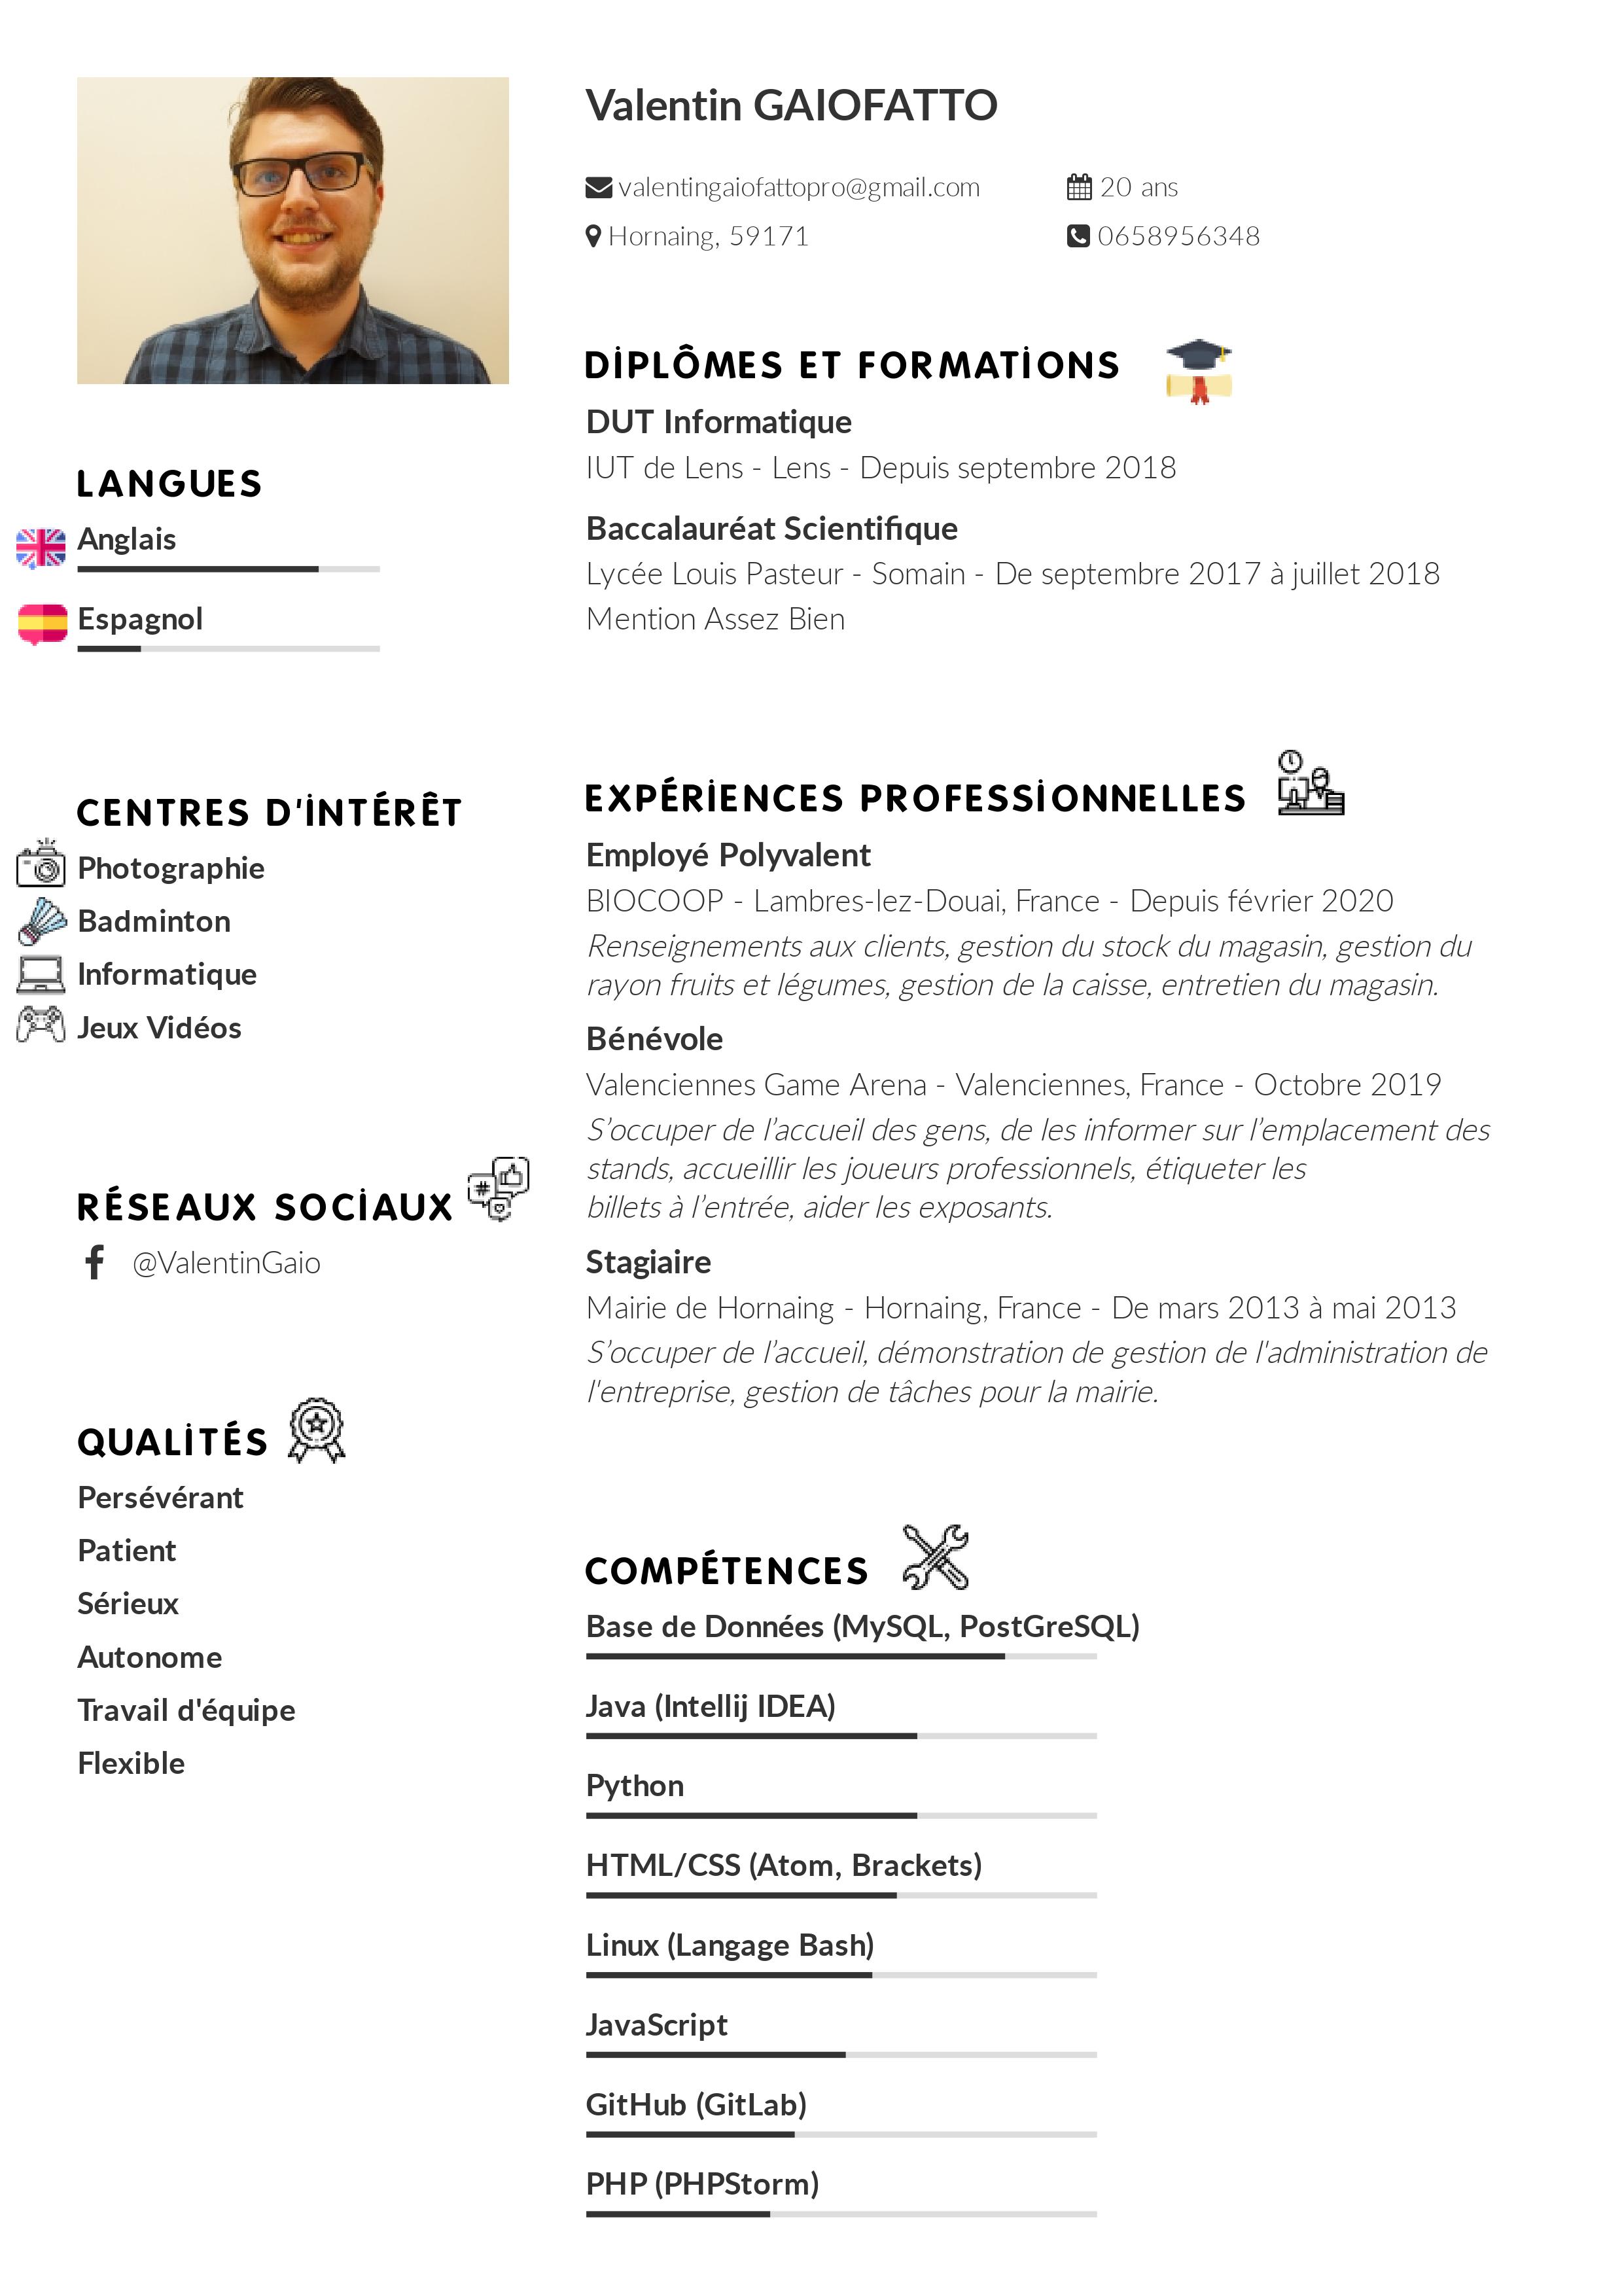 Valentin GAIOFATTO
valentingaiofattopro@gmail.com
20 ans
Hornaing, 59171
0658956348
LANGUES
Anglais
Espagnol
CENTRES D'INTÉRÊT
Photographie
Badminton
Informatique
Jeux Vidéos
RÉSEAUX SOCIAUX
#
@ValentinGaio
QUALITÉS
Persévérant
Patient
Sérieux
Autonome
Travail d'équipe
Flexible
DIPLÔMES ET FORMATIONS
DUT Informatique
IUT de Lens - Lens - Depuis septembre 2018
Baccalauréat Scientifique
Lycée Louis Pasteur - Somain - De septembre 2017 à juillet 2018
Mention Assez Bien
EXPÉRIENCES PROFESSIONNELLES
Employé Polyvalent
BIOCOOP - Lambres-lez-Douai, France - Depuis février 2020
Renseignements aux clients, gestion du stock du magasin, gestion du
rayon fruits et légumes, gestion de la caisse, entretien du magasin.
Bénévole
Valenciennes Game Arena - Valenciennes, France - Octobre 2019
S’occuper de l’accueil des gens, de les informer sur l’emplacement des
stands, accueillir les joueurs professionnels, étiqueter les
billets à l’entrée, aider les exposants.
Stagiaire
Mairie de Hornaing - Hornaing, France - De mars 2013 à mai 2013
S’occuper de l’accueil, démonstration de gestion de l'administration de
l'entreprise, gestion de tâches pour la mairie.
COMPÉTENCES
Base de Données (MySQL, PostGreSQL)
Java (Intellij IDEA)
Python
HTML/CSS (Atom, Brackets)
Linux (Langage Bash)
JavaScript
GitHub (GitLab)
PHP (PHPStorm)